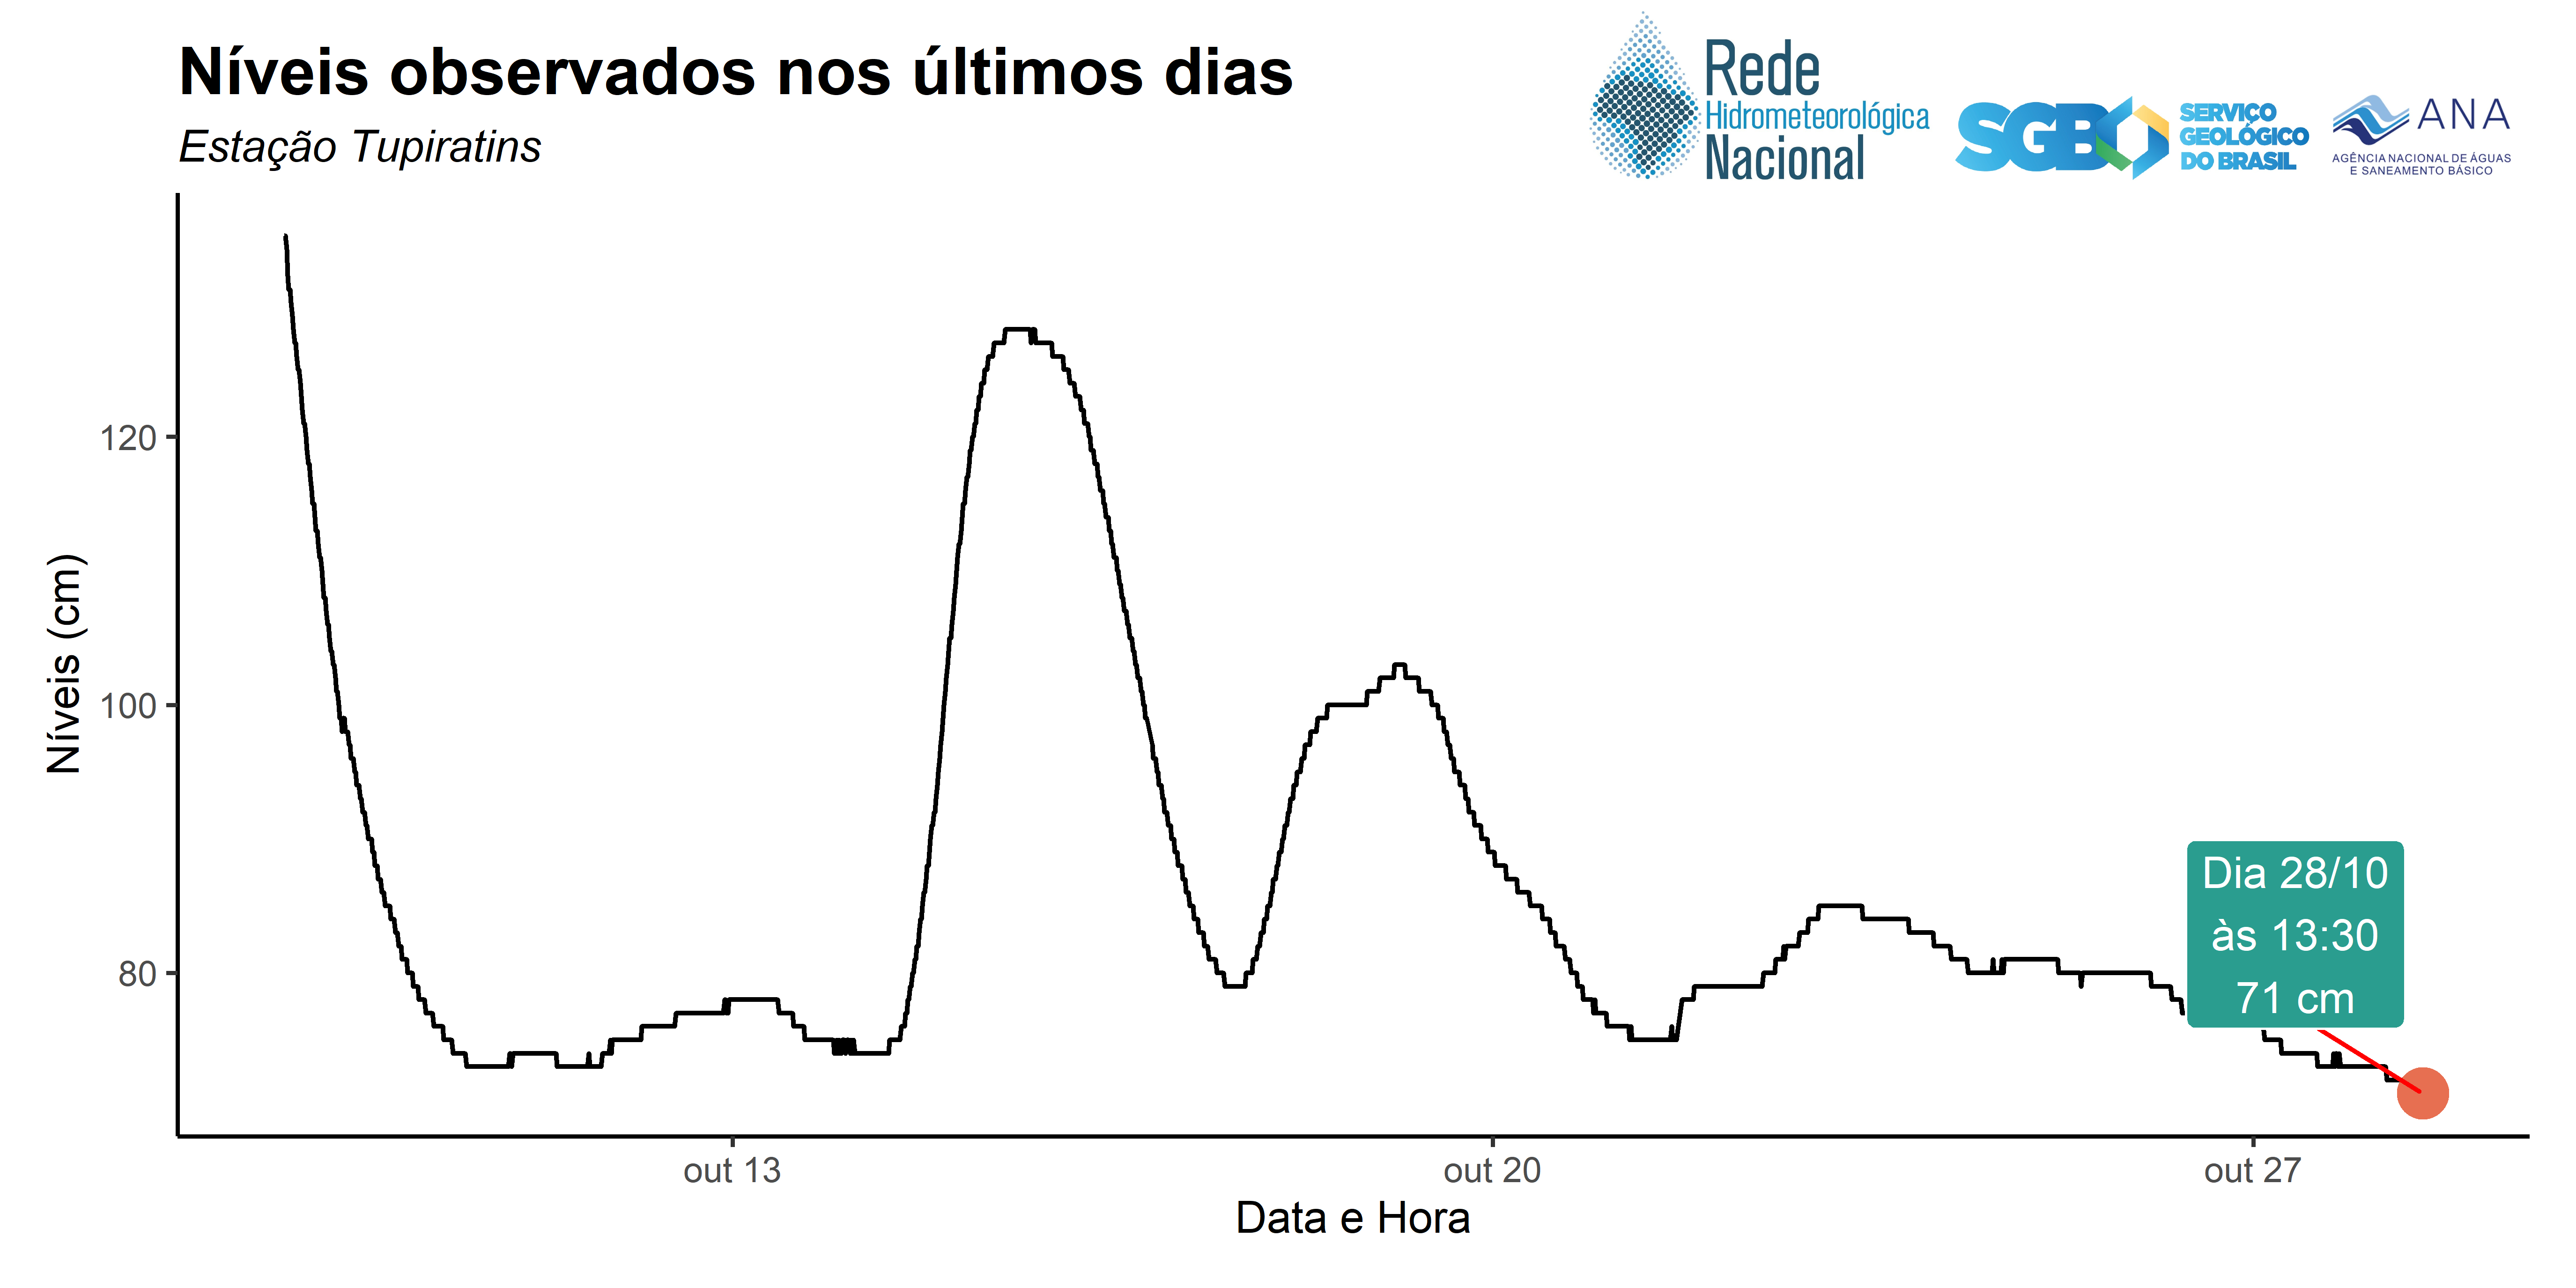 Níveis observados nos últimos dias
Estação Tupiratins
Rede
Hidrometeorológica
Nacional
SGB
SERVIÇO
GEOLÓGICO
DO BRASIL
ANA
AGÊNCIA NACIONAL DE ÁGUAS
E SANEAMENTO BÁSICO
Níveis (cm)
120
100
80
Dia 28/10
às 13:30
71 cm
out 13
out 20
out 27
Data e Hora